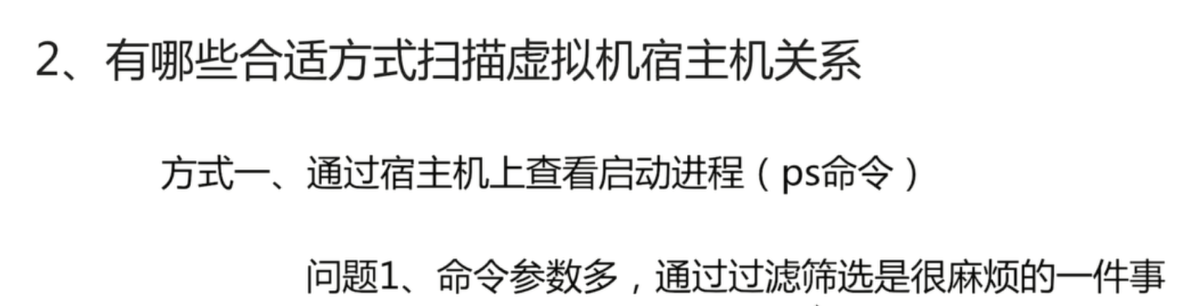 2、有哪些合适方式扫描虚拟机宿主机关系
方式一、通过宿主机上查看启动进程（ps命令）
问题1、命令参数多，通过过滤筛选是很麻烦的一件事